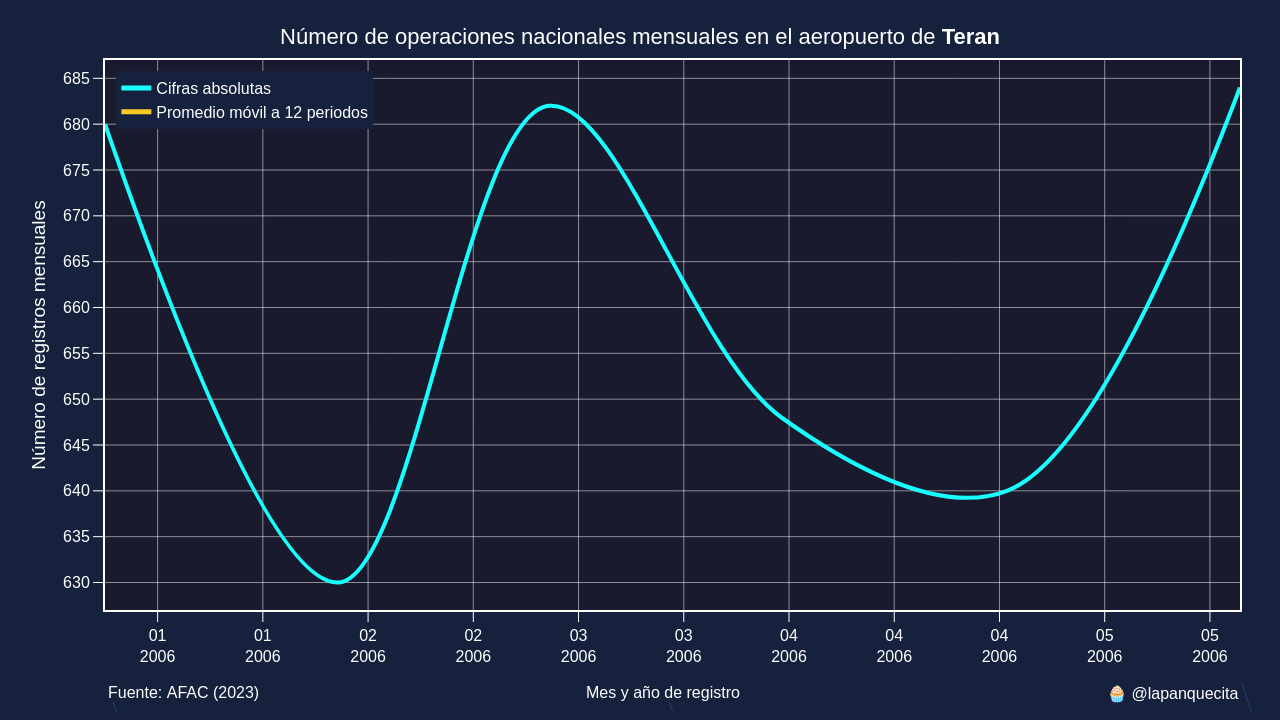 Número de operaciones nacionales mensuales en el aeropuerto de Teran
Cifras absolutas
Promedio móvil a 12 periodos
Número de registros mensuales
685
680
675
670
665
660
655
650
645
640
635
630
01 01 02 02 03 03 04 04 04 05 05
2006 2006 2006 2006 2006 2006 2006 2006 2006 2006 2006
Fuente: AFAC (2023) Mes y año de registro 🧁 @lapanquecita